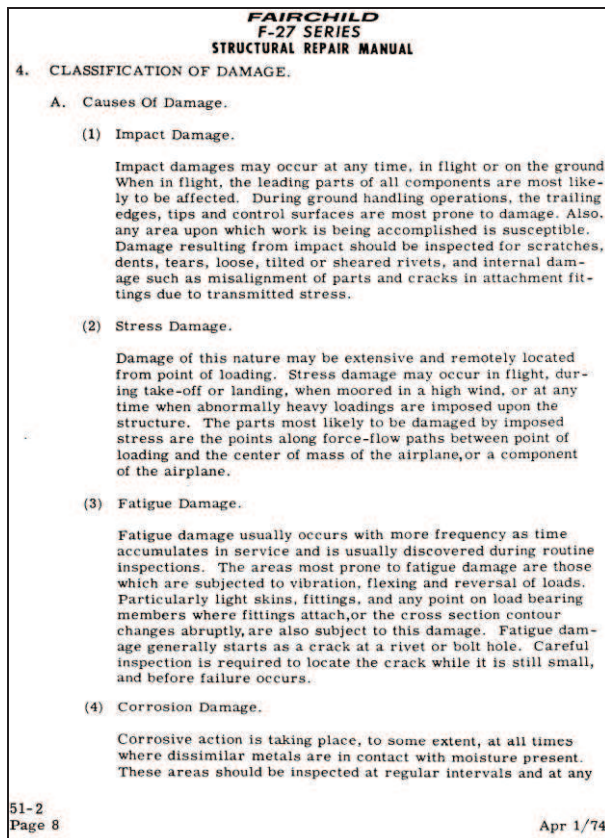 FAIRCHILD
F-27 SERIES
STRUCTURAL REPAIR MANUAL
4. CLASSIFICATION OF DAMAGE.
A. Causes Of Damage.
(1) Impact Damage.
Impact damages may occur at any time, in flight or on the ground
When in flight, the leading parts of all components are most like-
ly to be affected. During ground handling operations, the trailing
edges, tips and control surfaces are most prone to damage. Also,
any area upon which work is being accomplished is susceptible.
Damage resulting from impact should be inspected for scratches,
dents, tears, loose, tilted or sheared rivets, and internal dam-
age such as misalignment of parts and cracks in attachment fit-
tings due to transmitted stress.
(2) Stress Damage.
Damage of this nature may be extensive and remotely located
from point of loading. Stress damage may occur in flight, dur-
ing take-off or landing, when moored in a high wind, or at any
time when abnormally heavy loadings are imposed upon the
structure. The parts most likely to be damaged by imposed
stress are the points along force-flow paths between point of
loading and the center of mass of the airplane,or a component
of the airplane.
(3) Fatigue Damage.
Fatigue damage usually occurs with more frequency as time
accumulates in service and is usually discovered during routine
inspections. The areas most prone to fatigue damage are those
which are subjected to vibration, flexing and reversal of loads.
Particularly light skins, fittings, and any point on load bearing
members where fittings attach,or the cross section contour
changes abruptly, are also subject to this damage. Fatigue dam-
age generally starts as a crack at a rivet or bolt hole. Careful
inspection is required to locate the crack while it is still small,
and before failure occurs.
(4) Corrosion Damage.
Corrosive action is taking place, to some extent, at all times
where dissimilar metals are in contact with moisture present.
These areas should be inspected at regular intervals and at any
51-2
Page 8
Apr 1/74